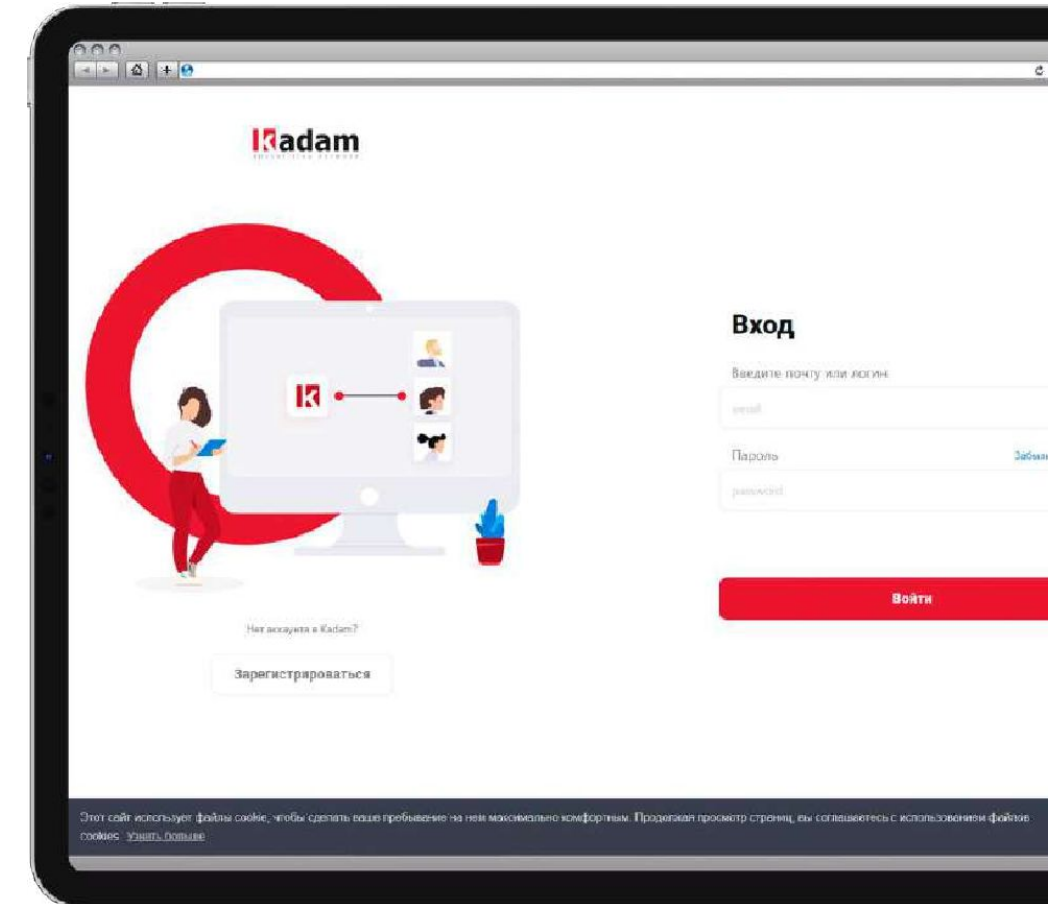 Kadam
Вход
Введите почту или логин
email
Пароль
password
Войти
Нет аккаунта в Kadam?
Зарегистрироваться
Этот сайт использует файлы cookie, чтобы сделать ваше пребывание на нем максимально комфортным. Продолжая просмотр страниц, вы соглашаетесь с использованием файлов
cookies. Узнать больше